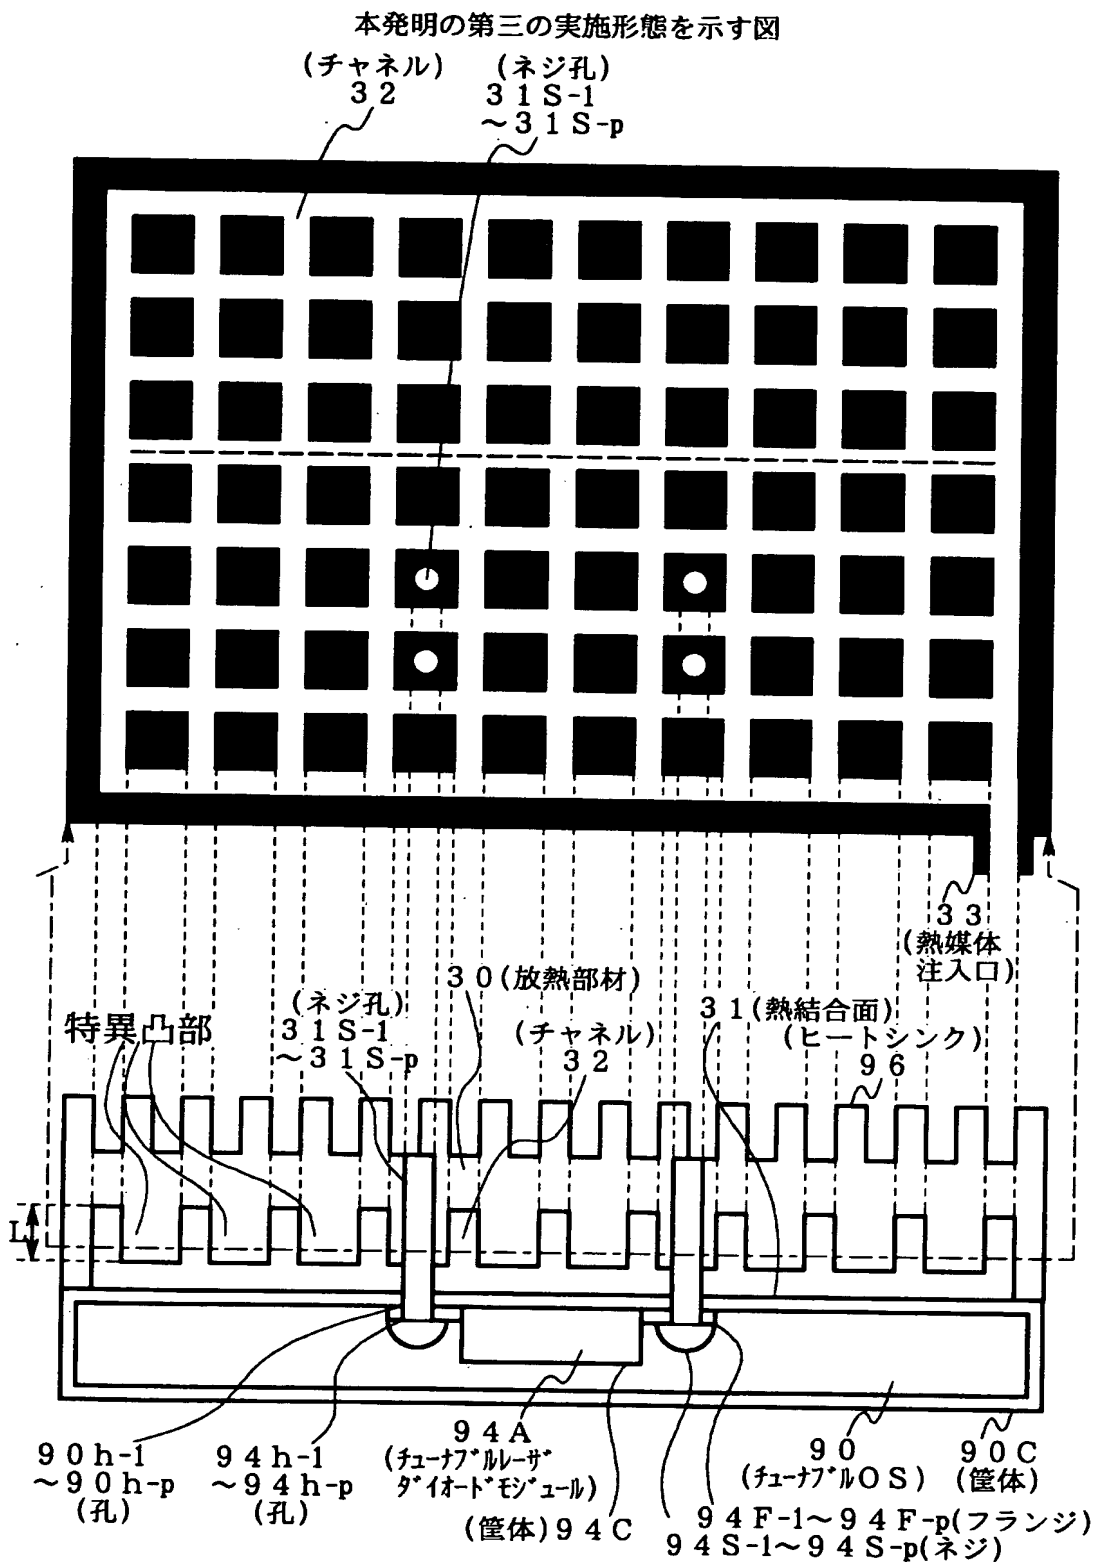 本発明の第三の実施形態を示す図
(チャネル)
３２
(ネジ孔)
３１S-1
～３１S-p
３３
(熱媒体
注入口)
３０(放熱部材)
(ネジ孔)
３１S-1
～３１S-p
特異凸部
(チャネル)
３２
３１(熱結合面)
(ヒートシンク)
９６
L
９０h-1
～９０h-p
(孔)
９４h-1
～９４h-p
(孔)
９４A
(チューナブルレーザ
ダイオードモジュール)
(筐体)９４C
９０
(チューナブルOS)
９０C
(筐体)
９４F-1～９４F-p(フランジ)
９４S-1～９４S-p(ネジ)